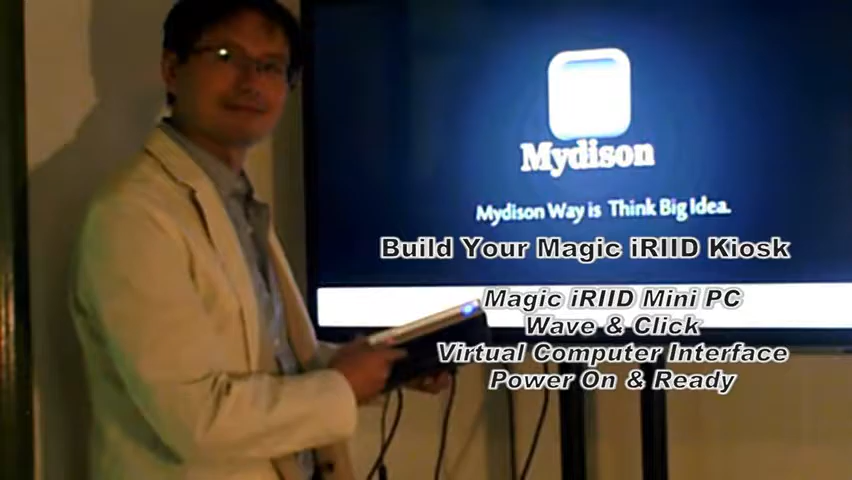 Mydison
Mydison Way is Think Big Idea.
Build Your Magic iRIID Kiosk
Magic iRIID Mini PC
Wave & Click
Virtual Computer Interface
Power On & Ready